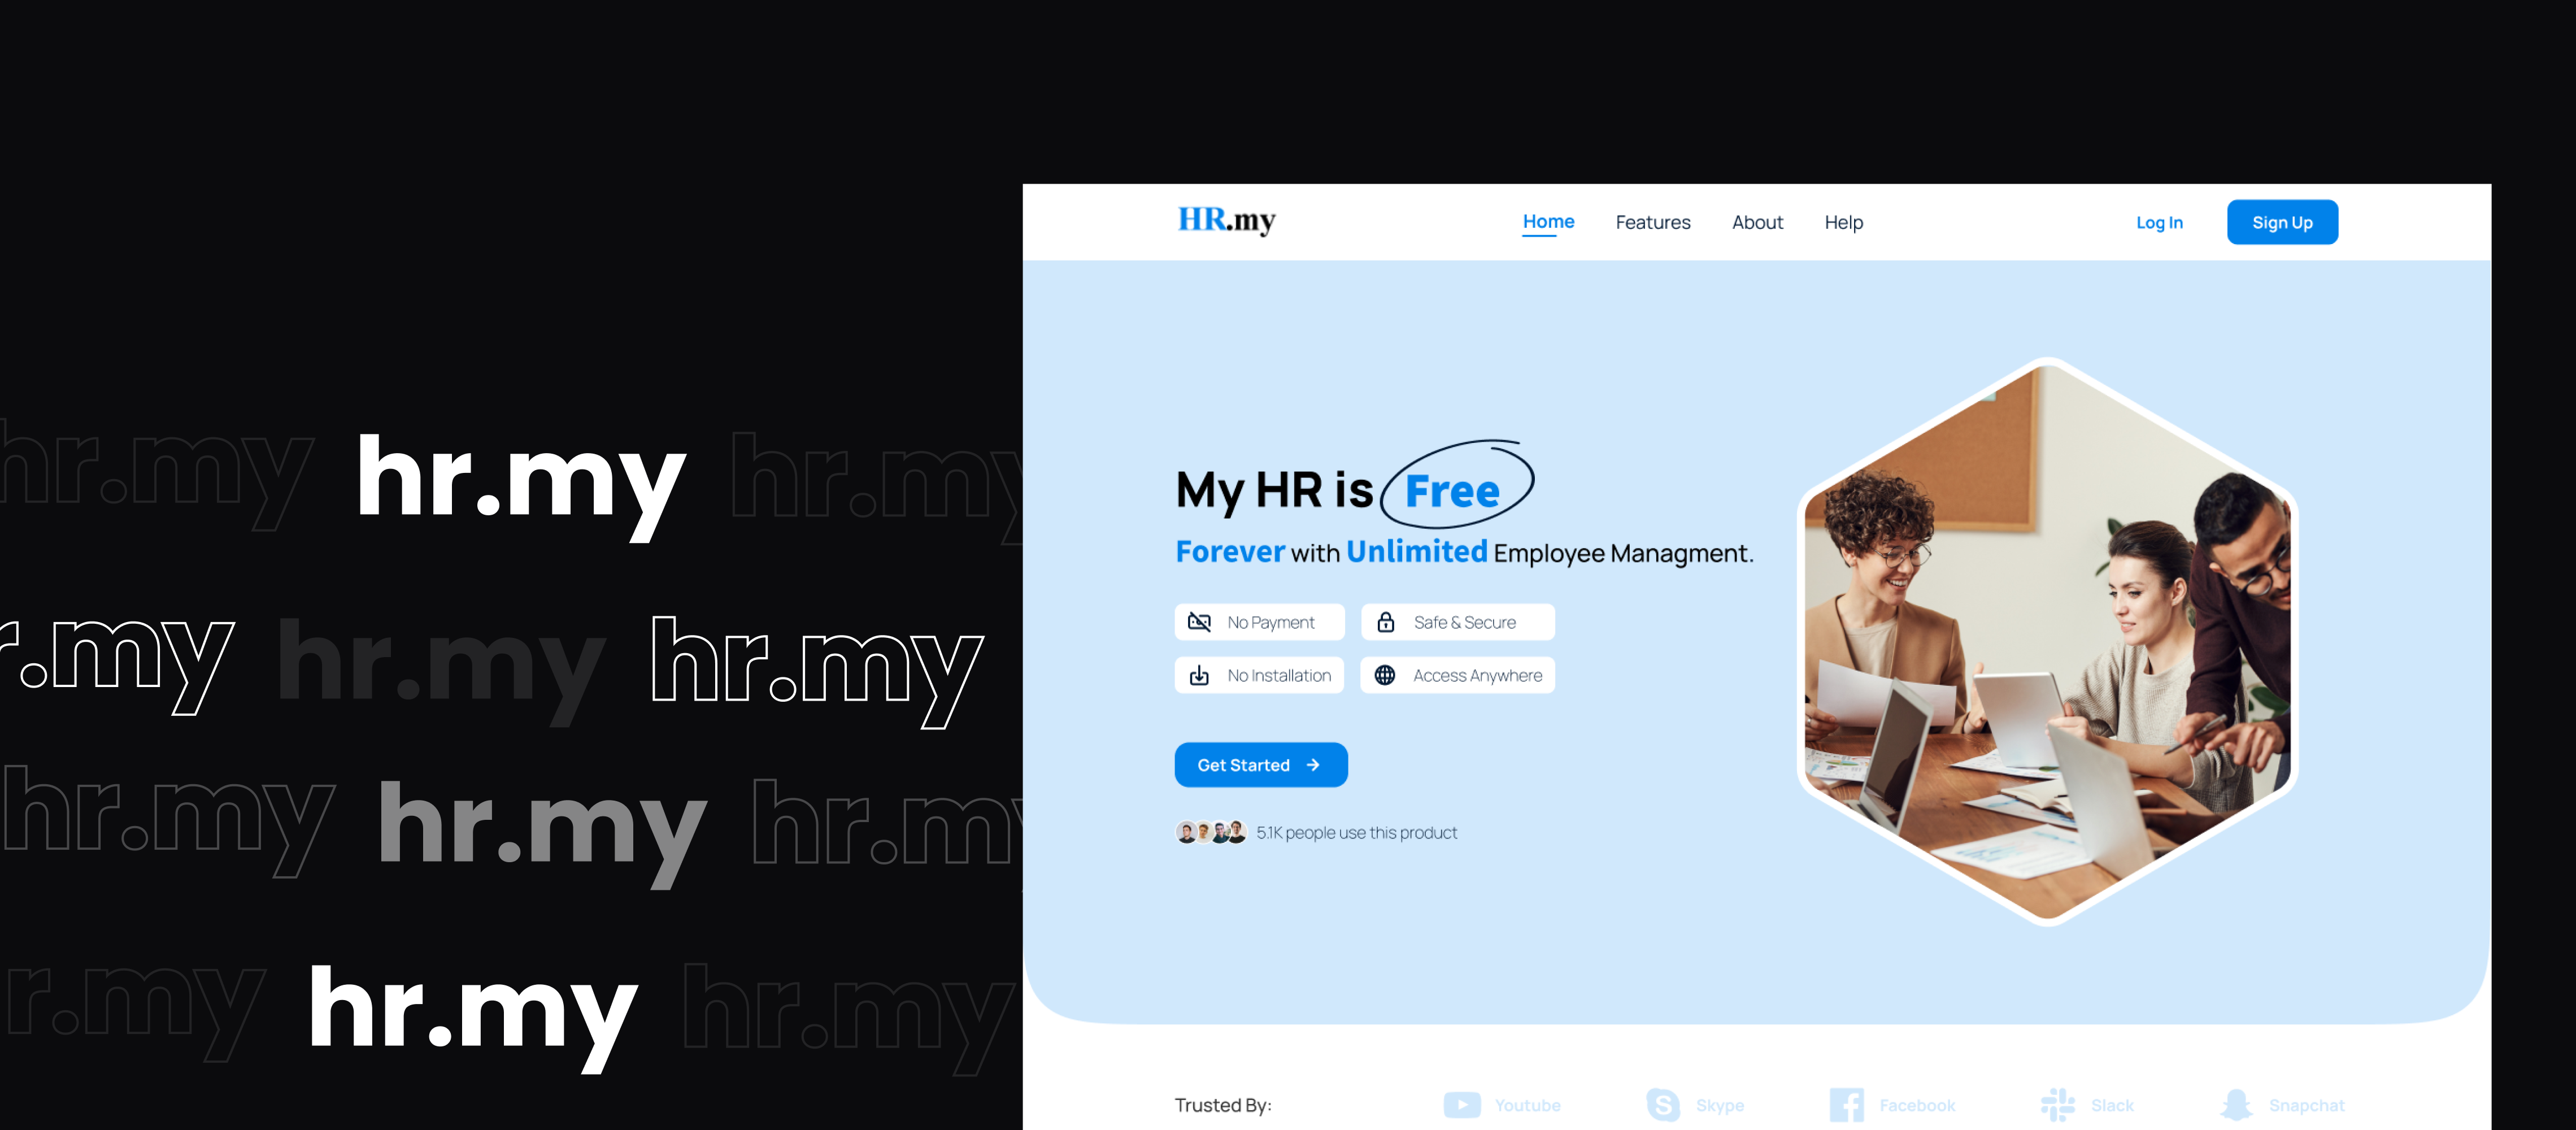 hr.my hr.my hr.my
r.my hr.my hr.my
hr.my hr.my hr.my
r.my hr.my hr.my
HR.my Home Features About Help Log In Sign Up
My HR is Free
Forever with Unlimited Employee Managment.
No Payment Safe & Secure
No Installation Access Anywhere
Get Started
5.1K people use this product
Trusted By: Youtube Skype Facebook Slack Snapchat